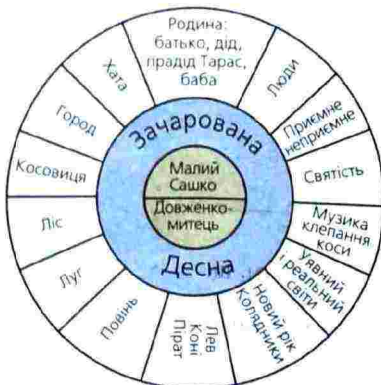 Родина:
батько, дід,
прадід Тарас,
баба
Люди
Приємне
неприємне
Святість
Музика
клепання
коси
Уявний
і реальний
світи
Новий рік
Колядники
Лев
Коні
Пірат
Повінь
Луг
Ліс
Косовиця
Город
Хата
Зачарована
Десна
Малий
Сашко
Довженко-
митець